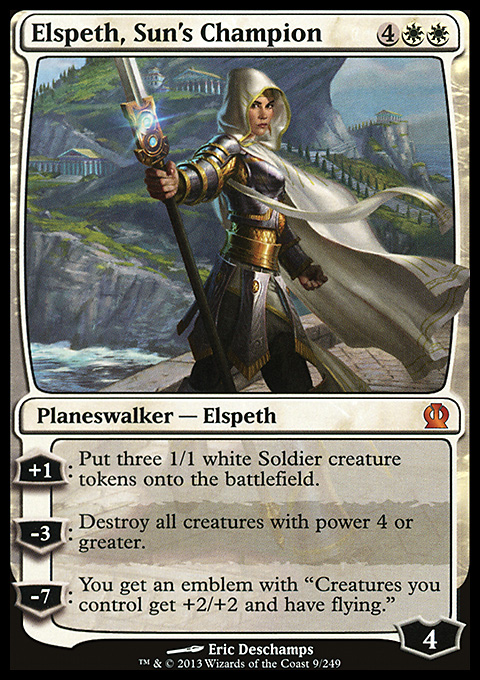 Elspeth, Sun's Champion 4
Planeswalker — Elspeth
+1: Put three 1/1 white Soldier creature
tokens onto the battlefield.
-3: Destroy all creatures with power 4 or
greater.
-7: You get an emblem with “Creatures you
control get +2/+2 and have flying.”
4
Eric Deschamps
™ & © 2013 Wizards of the Coast 9/249